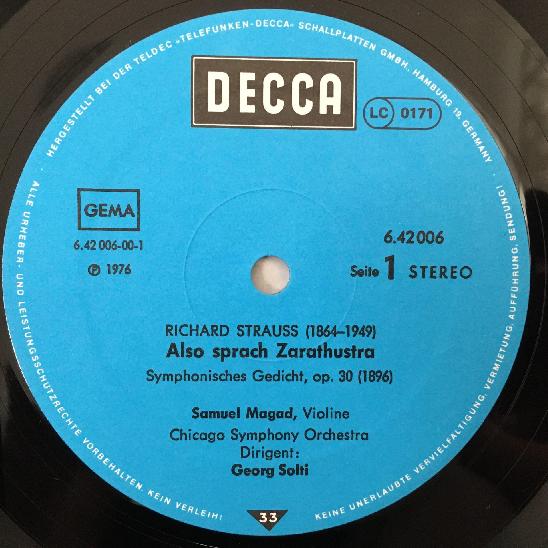 · HERGESTELLT BEI DER TELDEC »TELEFUNKEN-DECCA« SCHALLPLATTEN GMBH, HAMBURG 19, GERMANY ·
DECCA
LC 0171
GEMA
6.42 006-00-1
Ⓟ 1976
6.42 006
Seite 1 STEREO
RICHARD STRAUSS (1864–1949)
Also sprach Zarathustra
Symphonisches Gedicht, op. 30 (1896)
Samuel Magad, Violine
Chicago Symphony Orchestra
Dirigent:
Georg Solti
ALLE URHEBER- UND LEISTUNGSSCHUTZRECHTE VORBEHALTEN. KEIN VERLEIH!
33
KEINE UNERLAUBTE VERVIELFÄLTIGUNG, VERMIETUNG, AUFFÜHRUNG, SENDUNG!